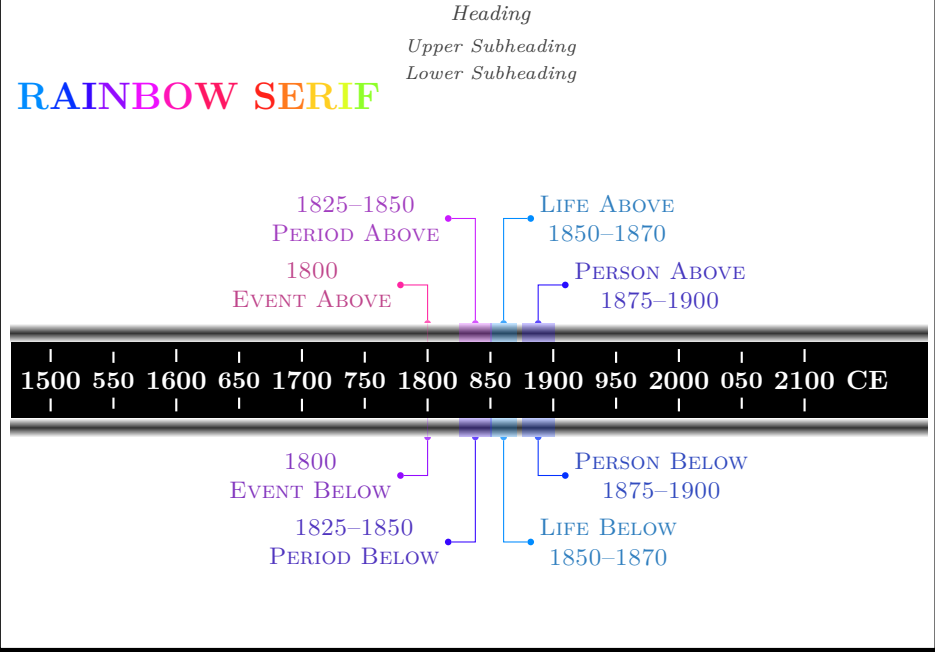 Heading
Upper Subheading
Lower Subheading
RAINBOW SERIF
1825–1850
Period Above
Life Above
1850–1870
1800
Event Above
Person Above
1875–1900
1500 550 1600 650 1700 750 1800 850 1900 950 2000 050 2100 CE
1800
Event Below
Person Below
1875–1900
1825–1850
Period Below
Life Below
1850–1870